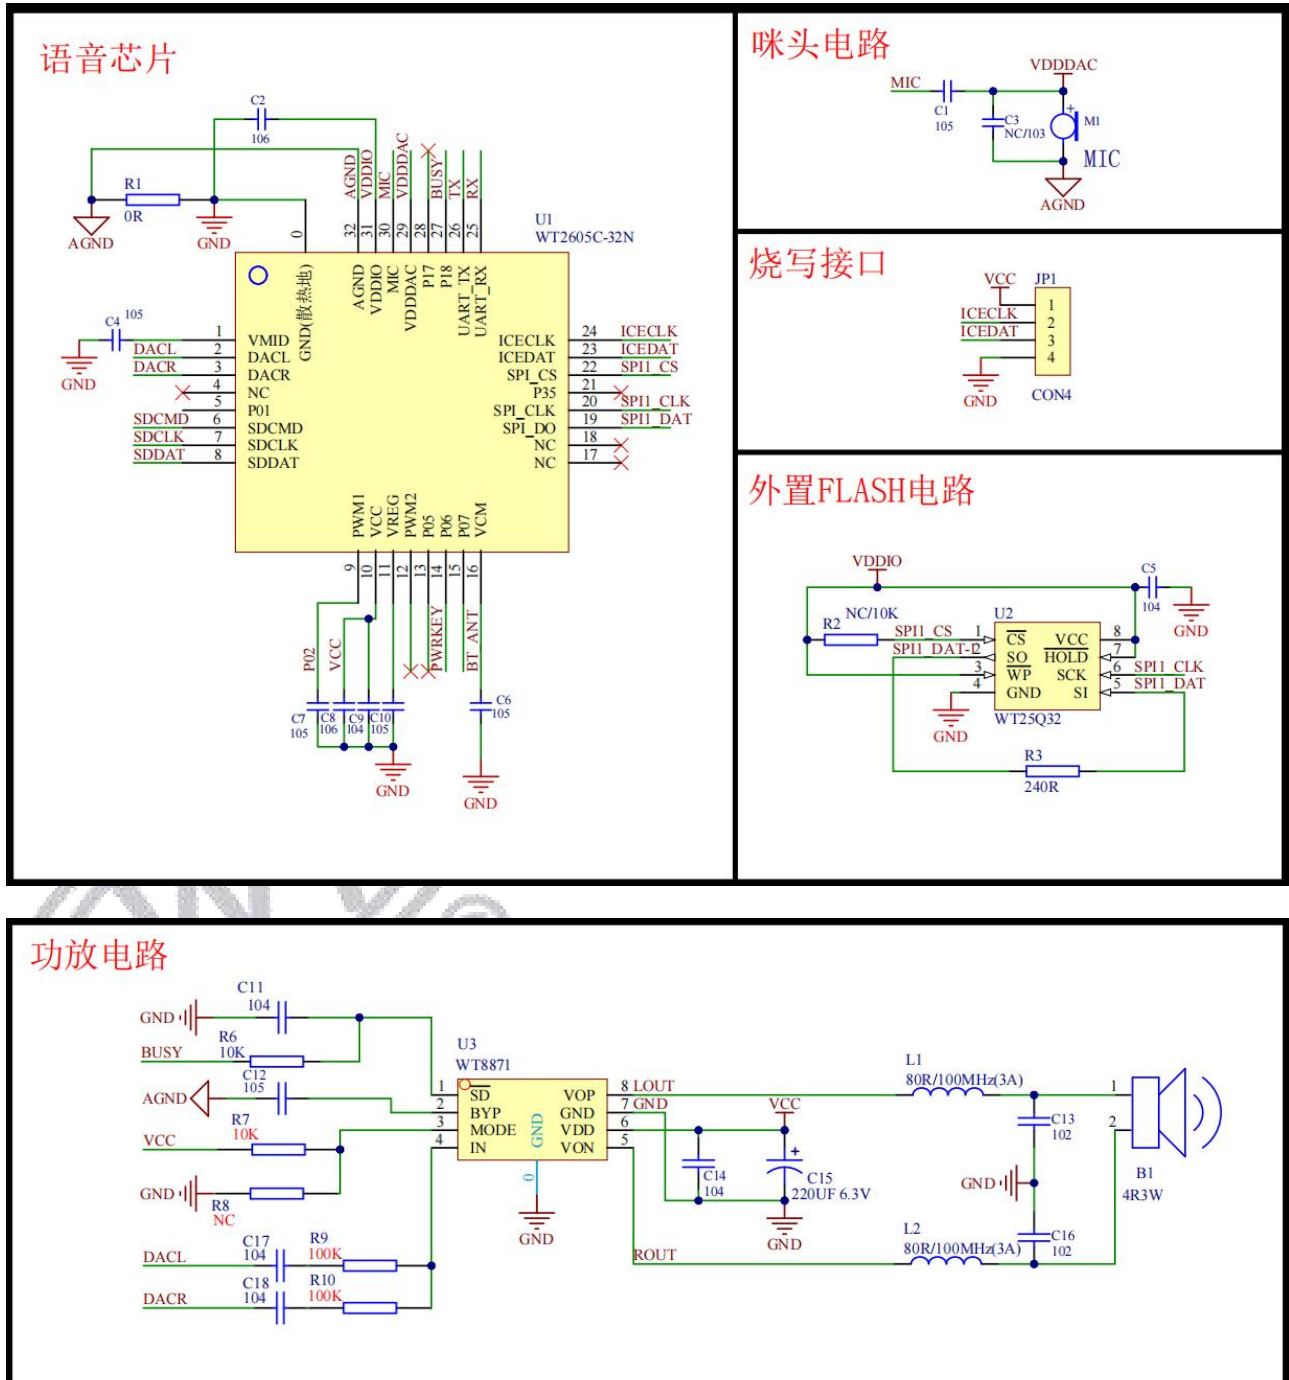 语音芯片
C2
106
AGND
VDDIO
MIC
VDDDAC
BUSY
TX
RX
R1
0R
AGND
GND
0
32
31
30
29
28
27
26
25
U1
WT2605C-32N
GND(散热地)
AGND
VDDIO
MIC
VDDDAC
P17
P18
UART_TX
UART_RX
C4
105
GND
DACL
DACR
SDCMD
SDCLK
SDDAT
1 VMID
2 DACL
3 DACR
4 NC
5 P01
6 SDCMD
7 SDCLK
8 SDDAT
ICECLK 24 ICECLK
ICEDAT 23 ICEDAT
SPI_CS 22 SPI1_CS
P35 21
SPI_CLK 20 SPI1_CLK
SPI_DO 19 SPI1_DAT
NC 18
NC 17
PWM1
VCC
VREG
PWM2
P05
P06
P07
VCM
9
10
11
12
13
14
15
16
P02
VCC
PWRKEY
BT_ANT
C7
105
C8
106
C9
104
C10
105
GND
C6
105
GND
咪头电路
MIC
C1
105
C3
NC/103
VDDDAC
+
M1
MIC
AGND
烧写接口
VCC
JP1
ICECLK
ICEDAT
1
2
3
4
GND
CON4
外置FLASH电路
VDDIO
C5
104
GND
R2
NC/10K
SPI1_CS
SPI1_DAT-1
U2
1 CS
2 SO
3 WP
4 GND
VCC 8
HOLD 7
SCK 6 SPI1_CLK
SI 5 SPI1_DAT
WT25Q32
GND
R3
240R
功放电路
C11
104
GND
R6
BUSY 10K
C12
105
AGND
R7
VCC 10K
GND
R8
NC
C17
104
R9
100K
DACL
C18
104
R10
100K
DACR
U3
WT8871
1 SD
2 BYP
3 MODE
4 IN
GND
0
GND
VOP 8 LOUT
GND 7 GND
VDD 6
VON 5
ROUT
VCC
C14
104
+
C15
220UF 6.3V
GND
L1
80R/100MHz(3A)
C13
102
GND
L2
80R/100MHz(3A)
C16
102
1
2
B1
4R3W